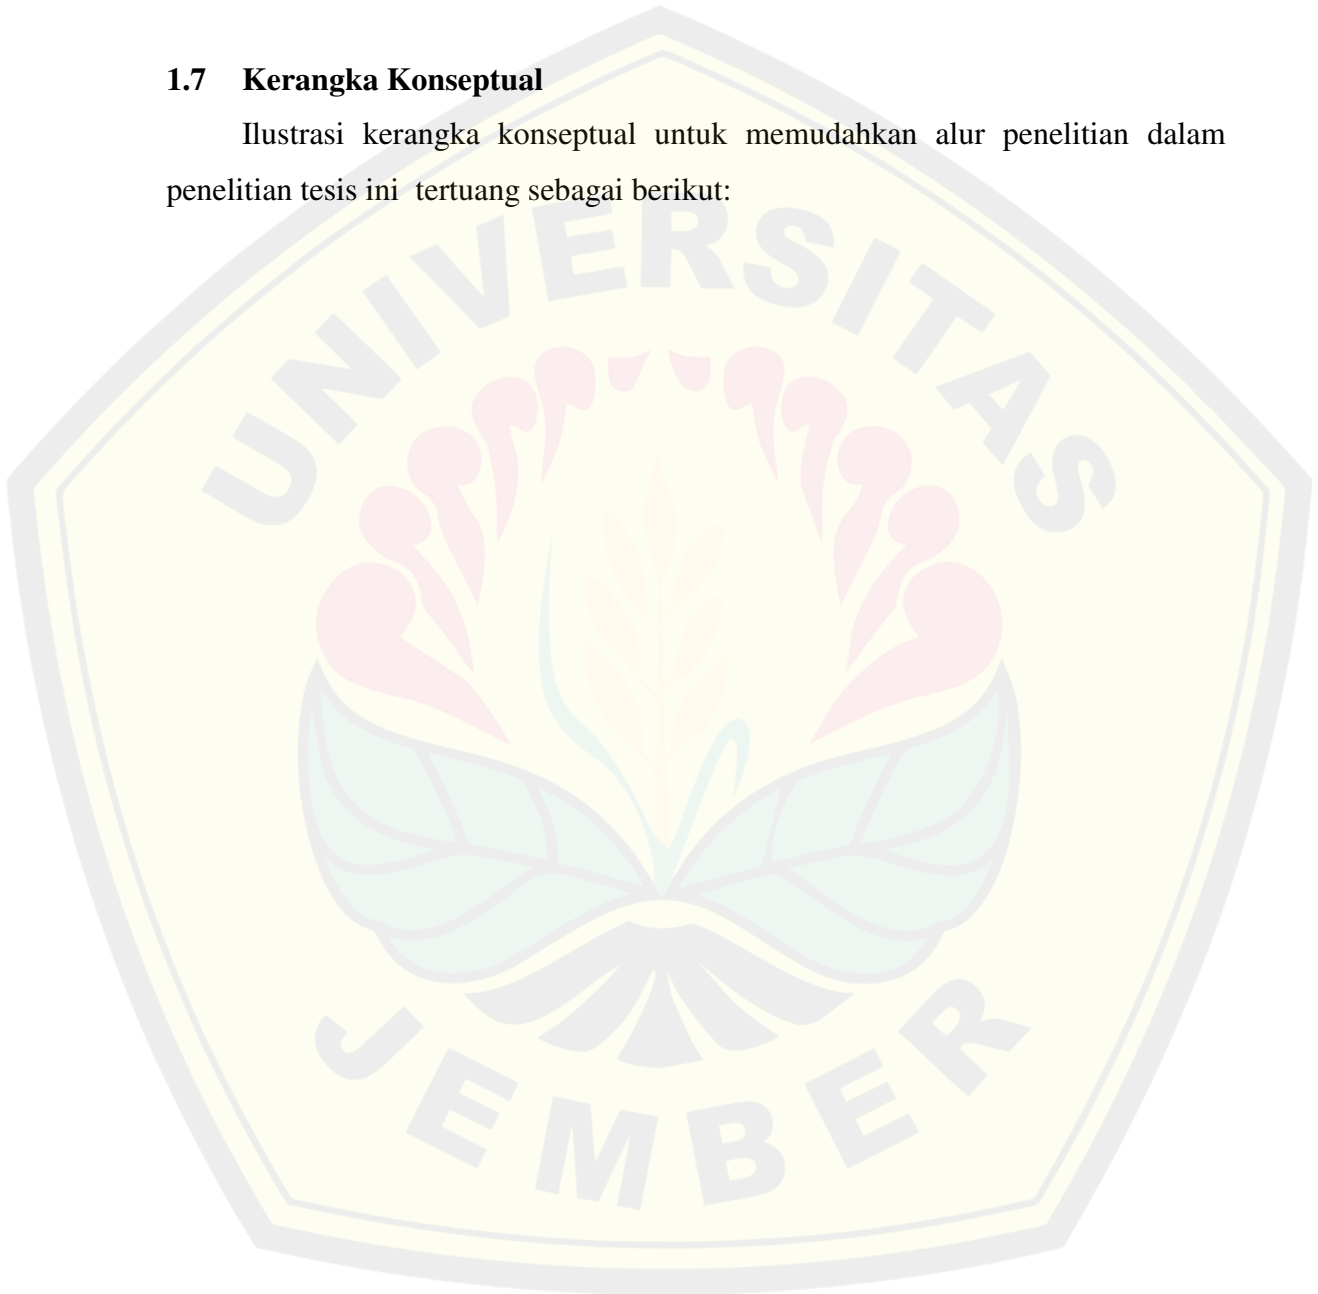 1.7 Kerangka Konseptual
Ilustrasi kerangka konseptual untuk memudahkan alur penelitian dalam
penelitian tesis ini tertuang sebagai berikut:
UNIVERSITAS
JEMBER